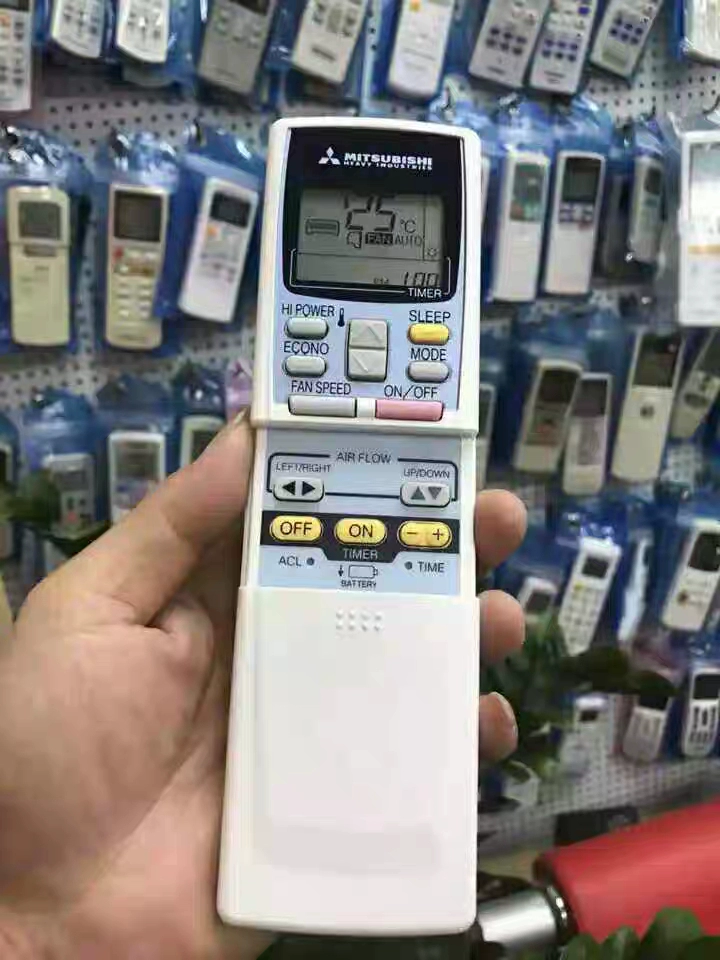 MITSUBISHI
HEAVY INDUSTRIES
25 °C
FAN AUTO
PM 1:00
TIMER
HI POWER
SLEEP
ECONO
MODE
FAN SPEED
ON/OFF
AIR FLOW
LEFT/RIGHT
UP/DOWN
OFF
ON
− +
TIMER
ACL
TIME
BATTERY